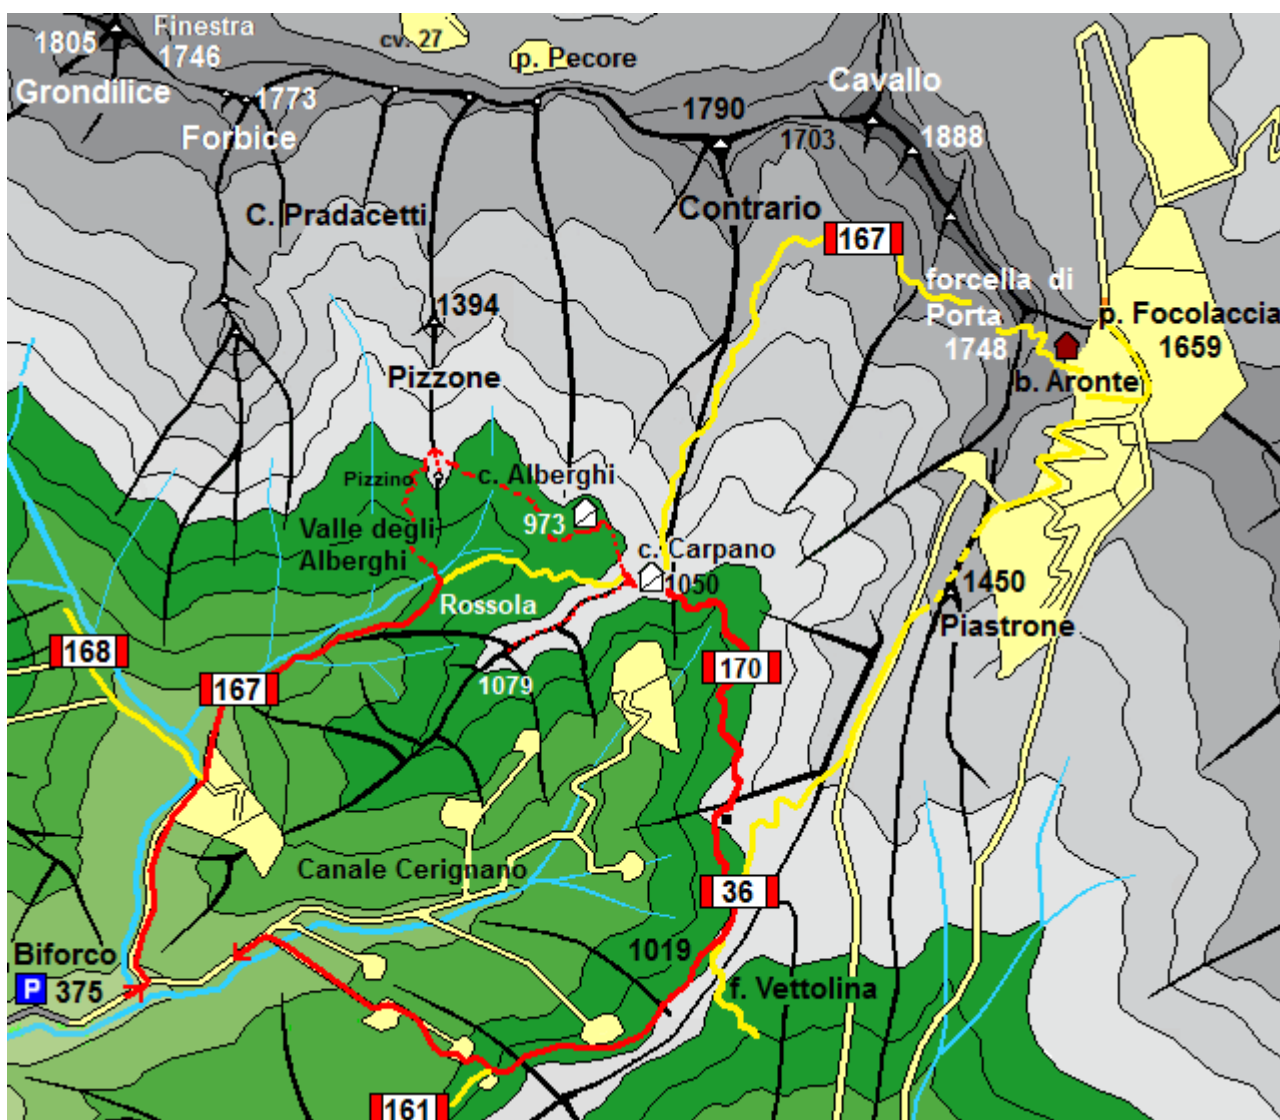 Finestra
1805
1746
cv. 27
p. Pecore
Cavallo
Grondilice
1773
1790
Forbice
1703
1888
C. Pradacetti
Contrario
167
forcella di
Porta
1748
1394
p. Focolaccia
1659
Pizzone
b. Aronte
Pizzino
c. Alberghi
973
Valle degli
Alberghi
c. Carpano
1050
1450
Rossola
Piastrone
168
170
167
1079
Canale Cerignano
36
Biforco
1019
P 375
f. Vettolina
161